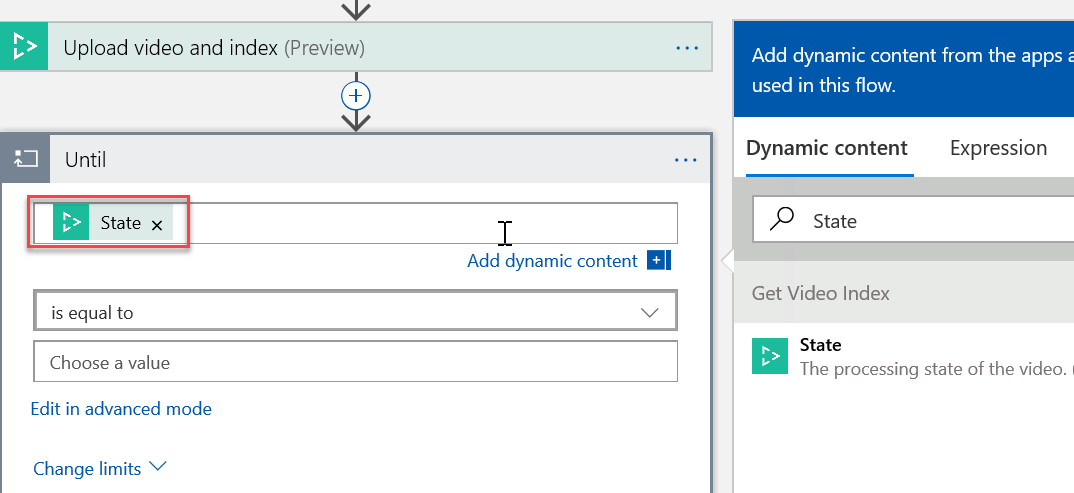 Upload video and index (Preview)
Until
State
Add dynamic content
is equal to
Choose a value
Edit in advanced mode
Change limits
Add dynamic content from the apps a
used in this flow.
Dynamic content Expression
State
Get Video Index
State
The processing state of the video. (